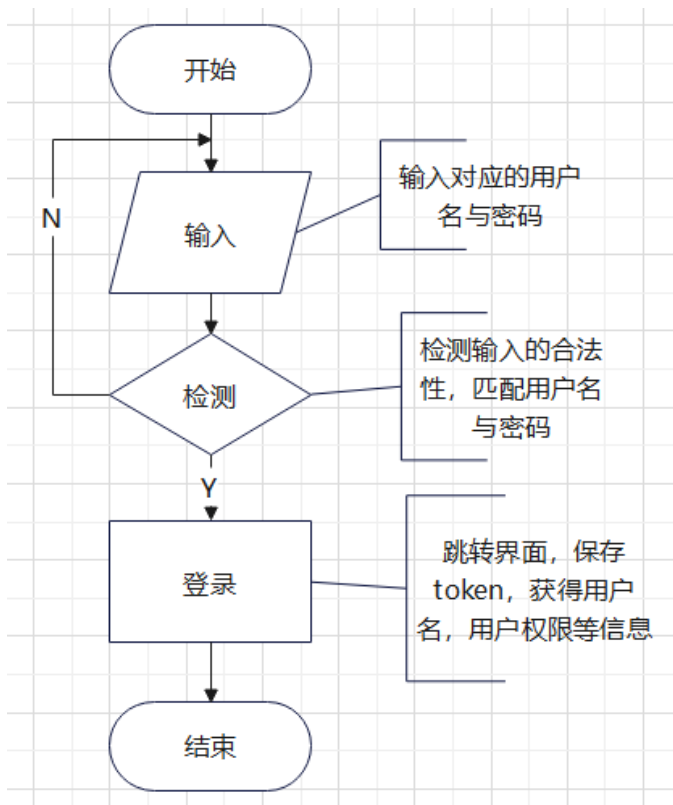 开始
N
输入
输入对应的用户
名与密码
检测
检测输入的合法
性，匹配用户名
与密码
Y
登录
跳转界面，保存
token，获得用户
名，用户权限等信息
结束